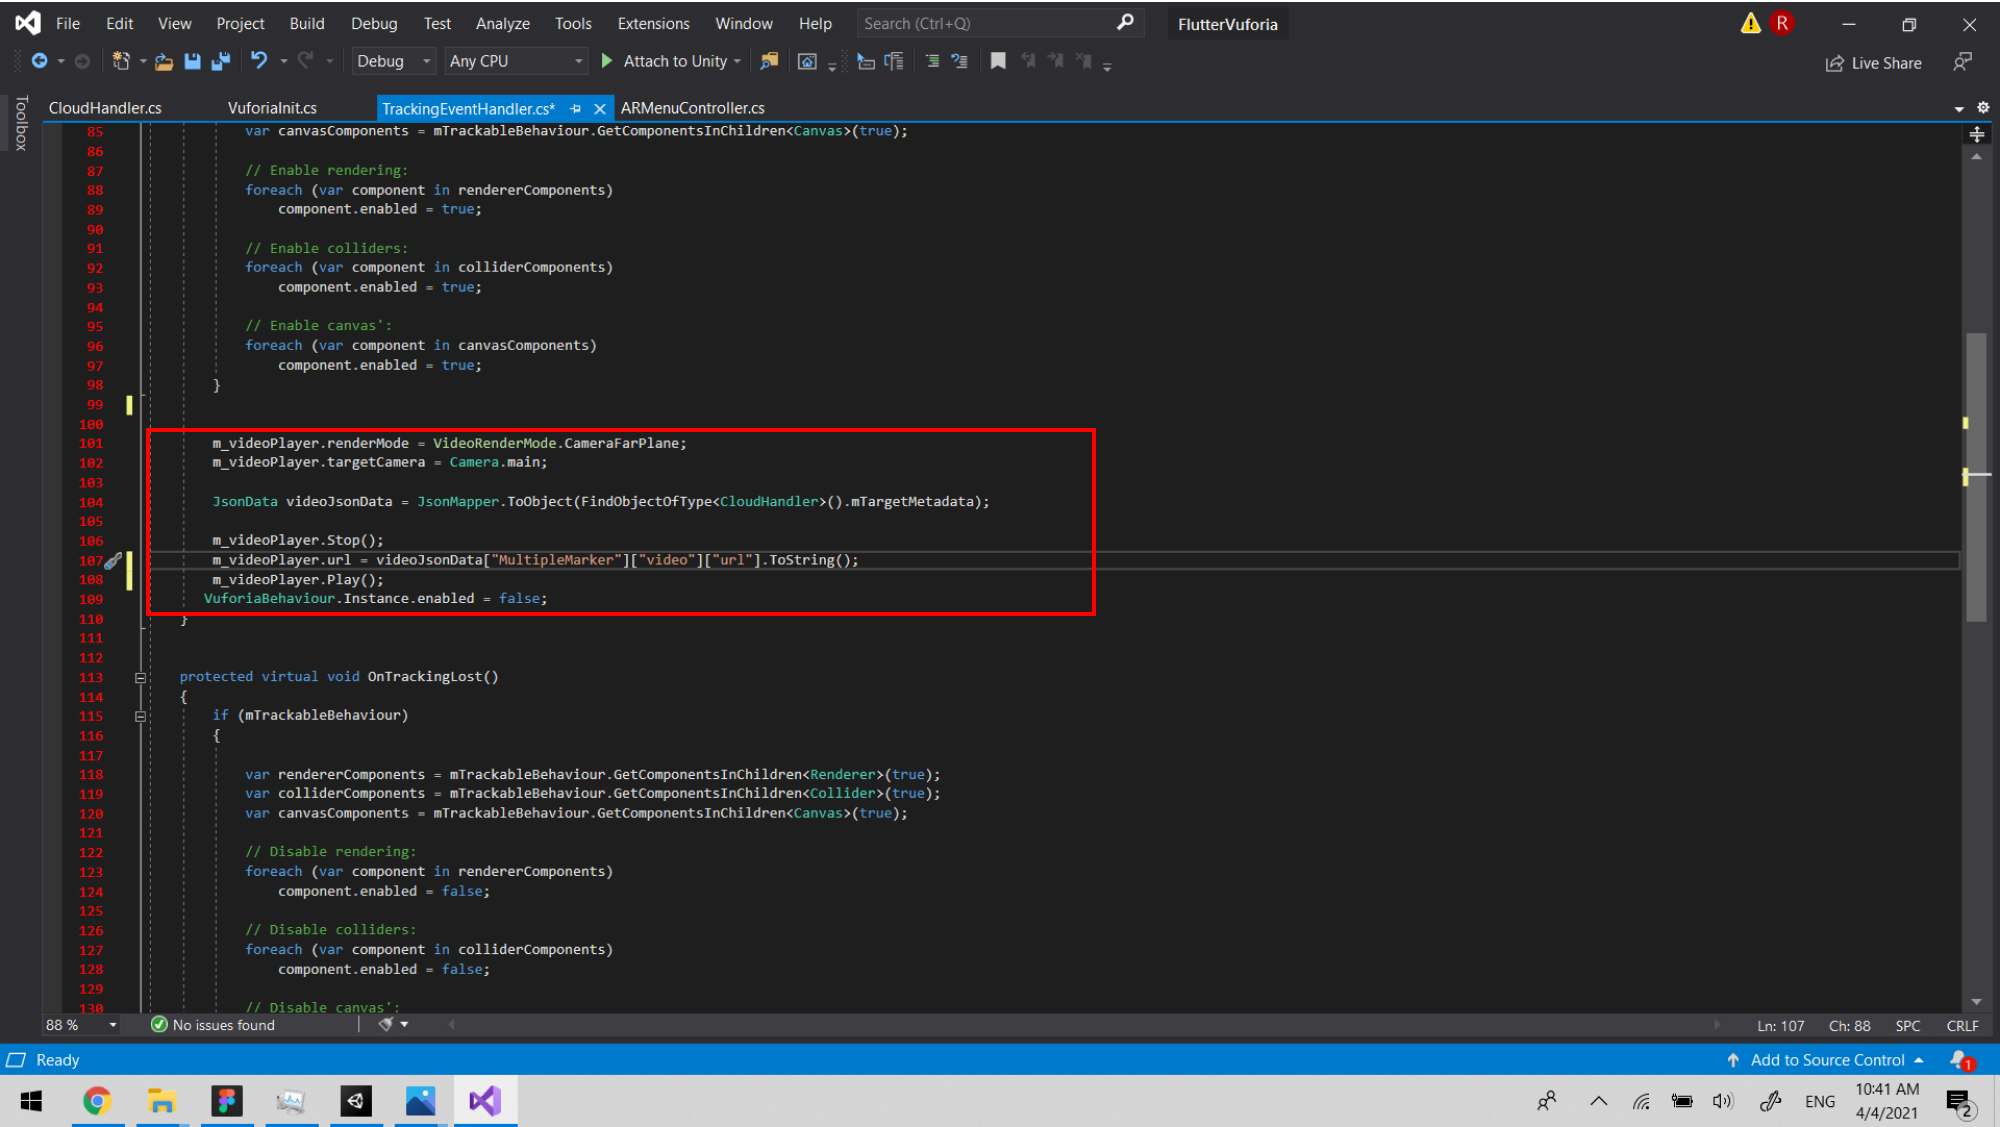 File Edit View Project Build Debug Test Analyze Tools Extensions Window Help Search (Ctrl+Q) FlutterVuforia R
Debug Any CPU Attach to Unity Live Share
Toolbox
CloudHandler.cs VuforiaInit.cs TrackingEventHandler.cs* ARMenuController.cs
85 var canvasComponents = mTrackableBehaviour.GetComponentsInChildren<Canvas>(true);
86
87 // Enable rendering:
88 foreach (var component in rendererComponents)
89 component.enabled = true;
90
91 // Enable colliders:
92 foreach (var component in colliderComponents)
93 component.enabled = true;
94
95 // Enable canvas':
96 foreach (var component in canvasComponents)
97 component.enabled = true;
98 }
99
100
101 m_videoPlayer.renderMode = VideoRenderMode.CameraFarPlane;
102 m_videoPlayer.targetCamera = Camera.main;
103
104 JsonData videoJsonData = JsonMapper.ToObject(FindObjectOfType<CloudHandler>().mTargetMetadata);
105
106 m_videoPlayer.Stop();
107 m_videoPlayer.url = videoJsonData["MultipleMarker"]["video"]["url"].ToString();
108 m_videoPlayer.Play();
109 VuforiaBehaviour.Instance.enabled = false;
110 }
111
112
113 protected virtual void OnTrackingLost()
114 {
115 if (mTrackableBehaviour)
116 {
117
118 var rendererComponents = mTrackableBehaviour.GetComponentsInChildren<Renderer>(true);
119 var colliderComponents = mTrackableBehaviour.GetComponentsInChildren<Collider>(true);
120 var canvasComponents = mTrackableBehaviour.GetComponentsInChildren<Canvas>(true);
121
122 // Disable rendering:
123 foreach (var component in rendererComponents)
124 component.enabled = false;
125
126 // Disable colliders:
127 foreach (var component in colliderComponents)
128 component.enabled = false;
129
130 // Disable canvas':
88 % No issues found Ln: 107 Ch: 88 SPC CRLF
Ready Add to Source Control 1
ENG 10:41 AM
4/4/2021 2